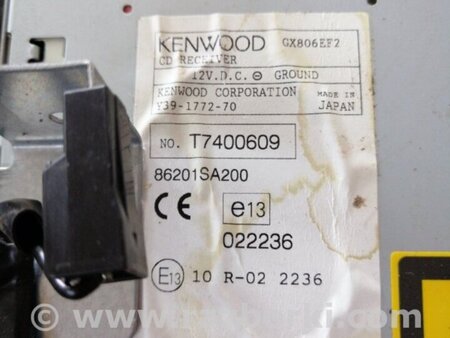 KENWOOD GX806EF2
CD RECEIVER
12V.D.C. ⊖ GROUND
KENWOOD CORPORATION MADE IN
Y39-1772-70 JAPAN
NO. T7400609
86201SA200
CE e13
022236
E13 10 R-02 2236